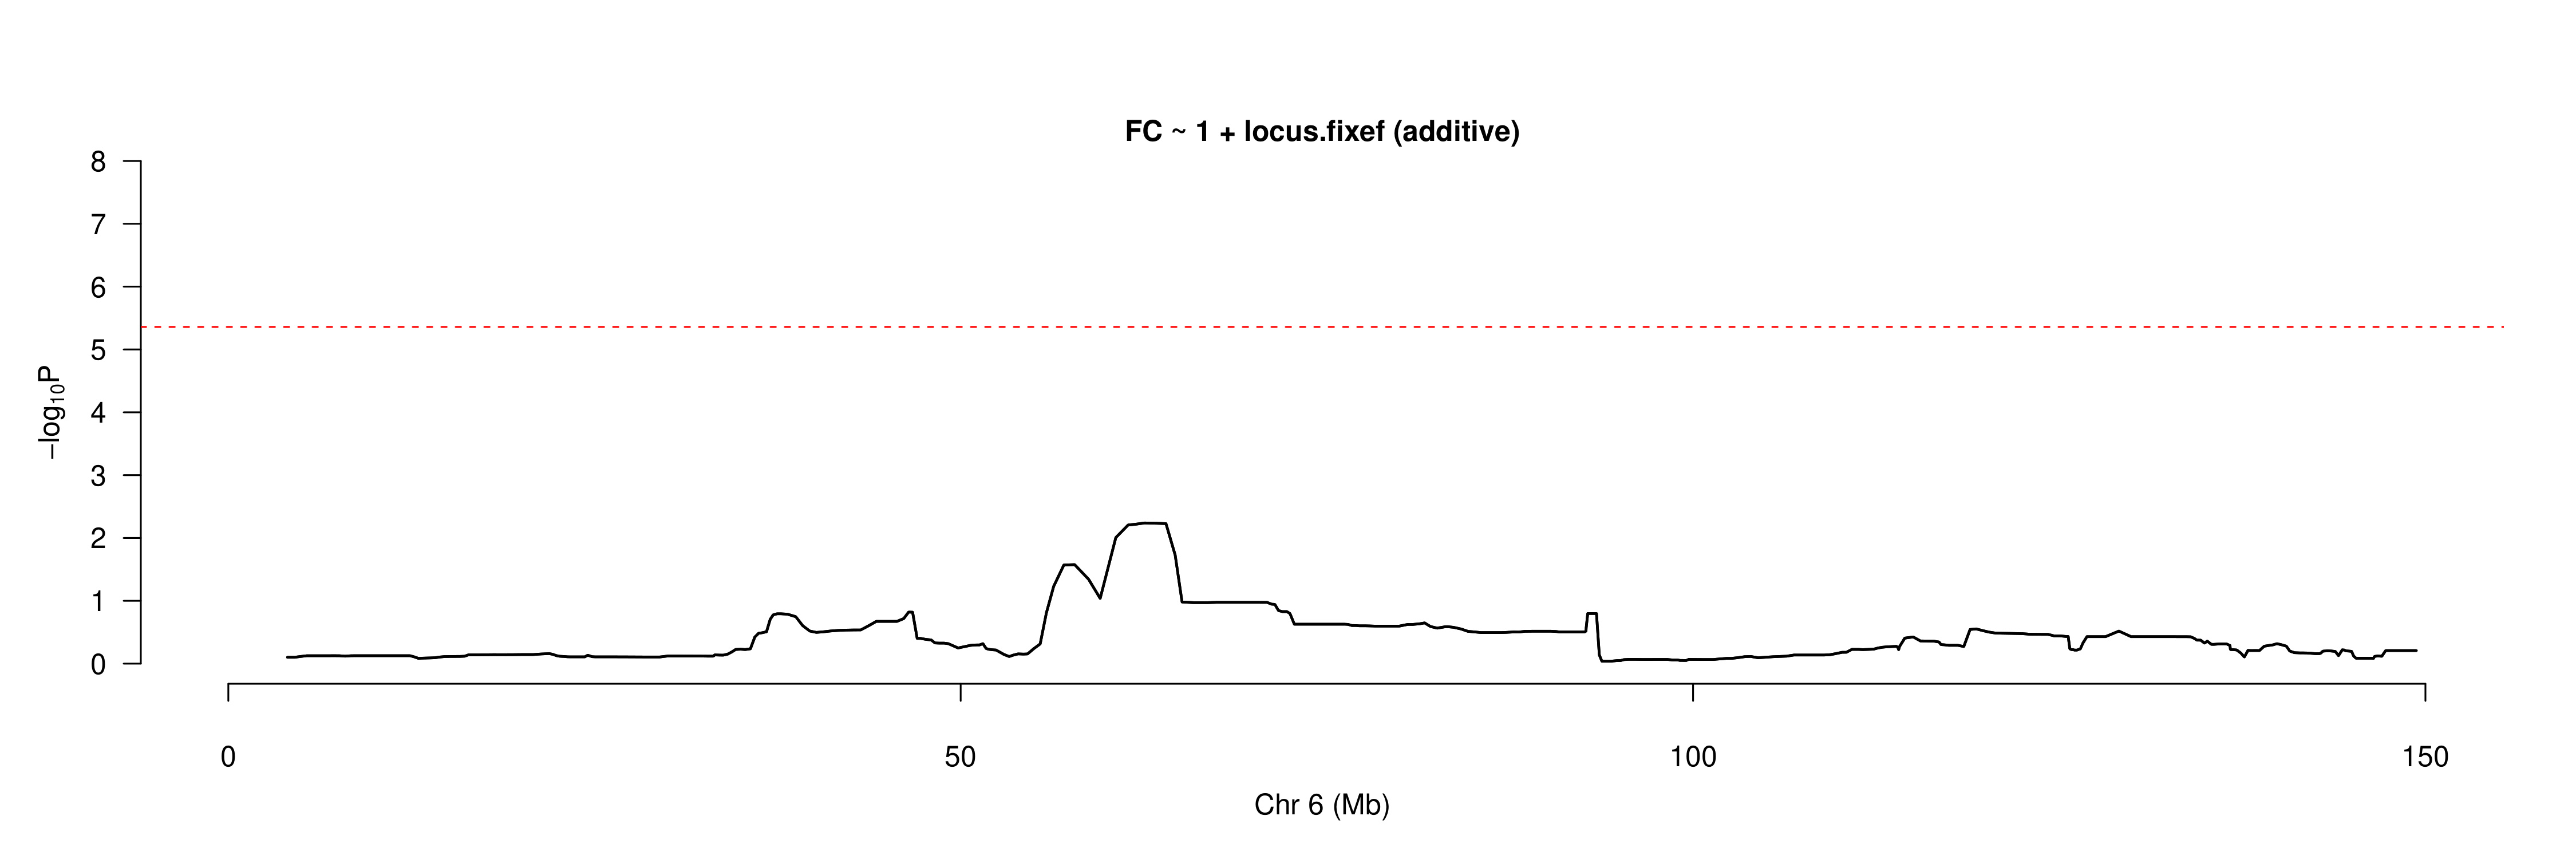 FC ~ 1 + locus.fixef (additive)
8
7
6
5
4
3
2
1
0
−log₁₀P
0 50 100 150
Chr 6 (Mb)